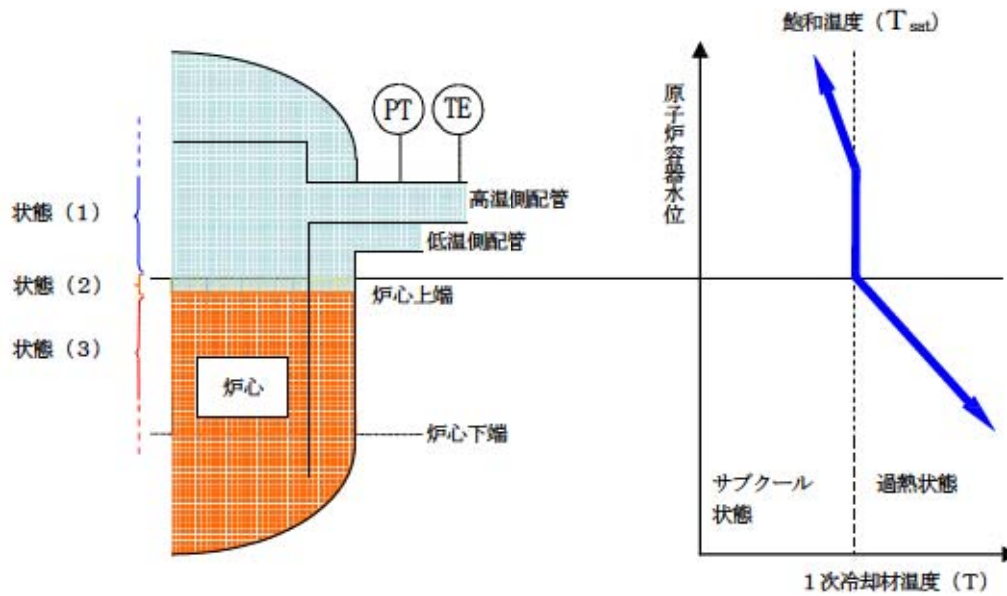 飽和温度（Tsat）
PT
TE
原子炉容器水位
高温側配管
状態（1）
低温側配管
状態（2）
炉心上端
状態（3）
炉心
炉心下端
サブクール
状態
過熱状態
1次冷却材温度（T）